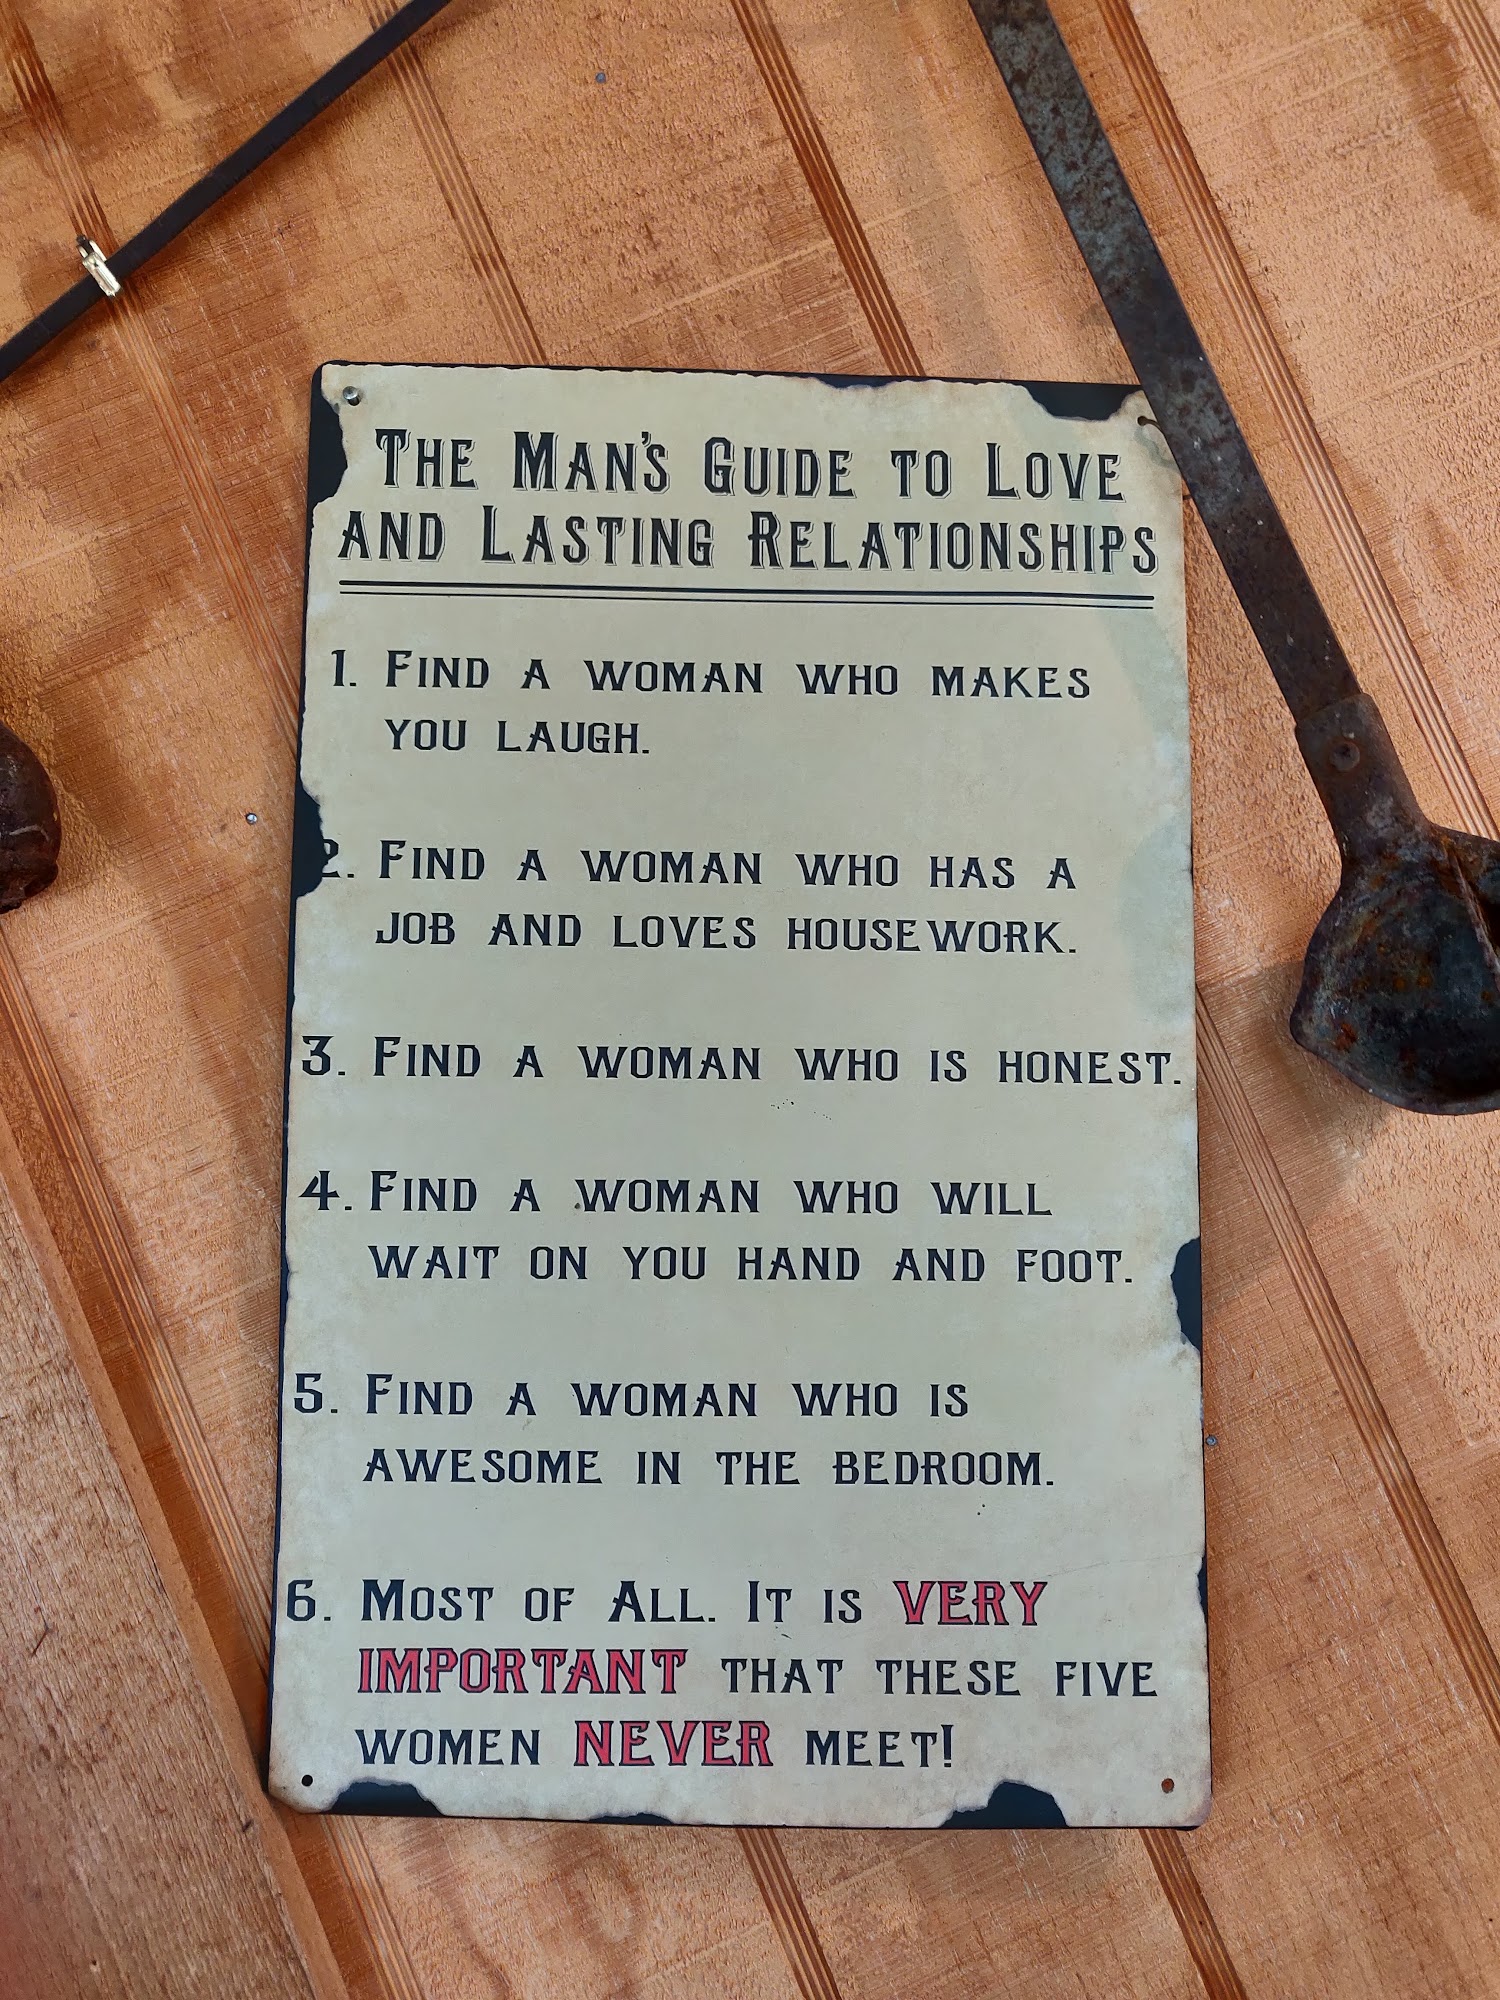 The Man's Guide to Love
and Lasting Relationships
1. Find a woman who makes
you laugh.
2. Find a woman who has a
job and loves housework.
3. Find a woman who is honest.
4. Find a woman who will
wait on you hand and foot.
5. Find a woman who is
awesome in the bedroom.
6. Most of All. It is VERY
IMPORTANT that these five
women NEVER meet!